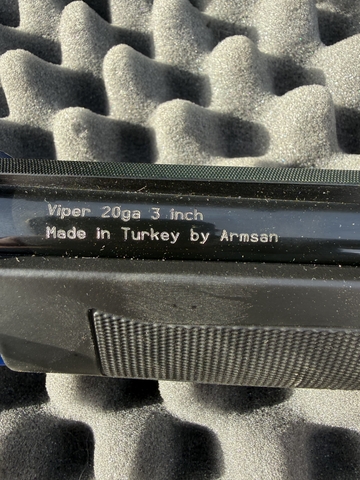 Viper 20ga 3 inch
Made in Turkey by Armsan